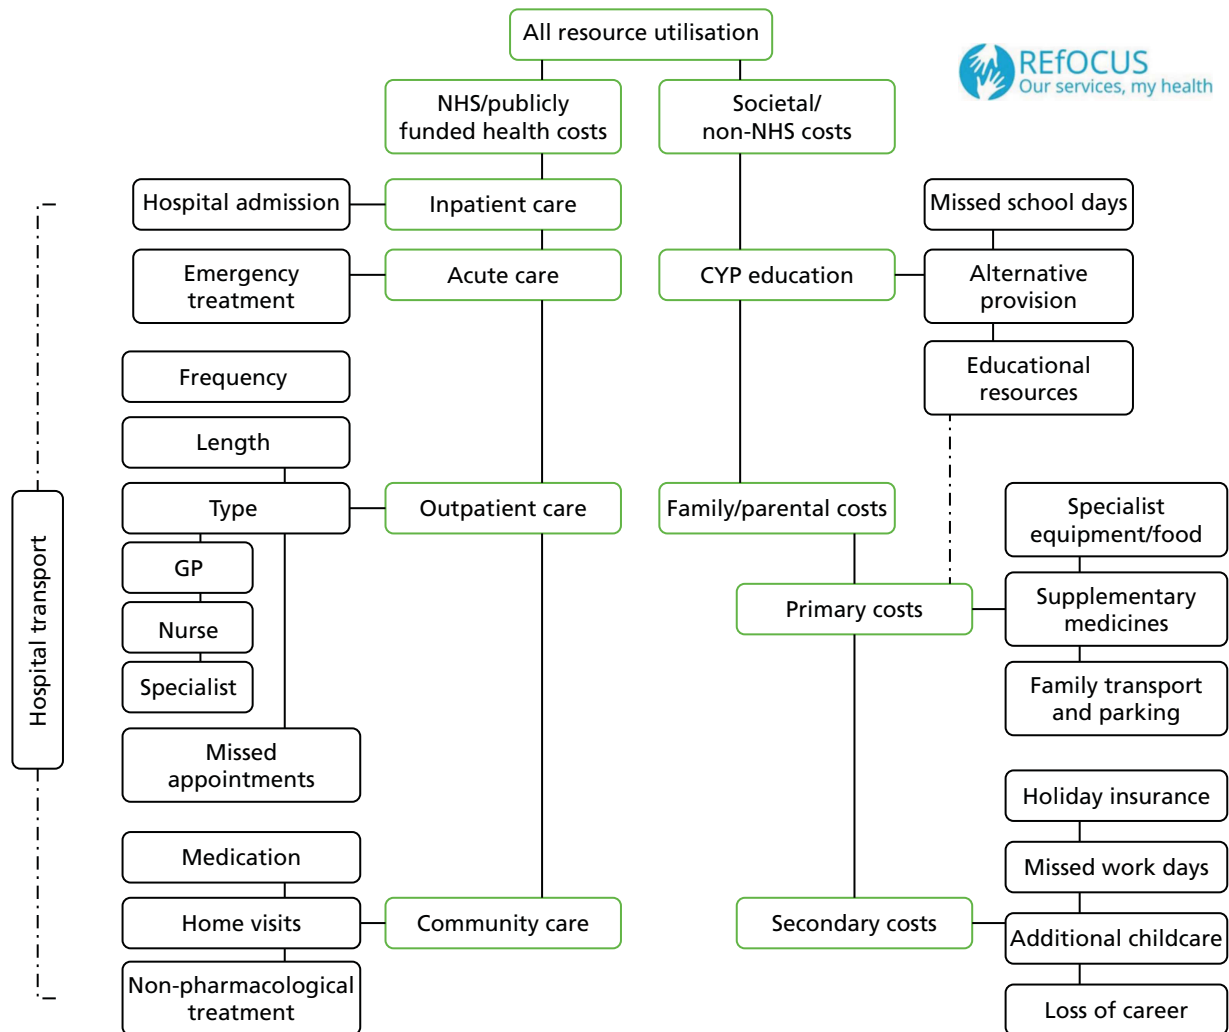 All resource utilisation
REfOCUS
Our services, my health
NHS/publicly
funded health costs
Societal/
non-NHS costs
Hospital admission
Inpatient care
Missed school days
Emergency
treatment
Acute care
CYP education
Alternative
provision
Frequency
Educational
resources
Length
Type
Outpatient care
Family/parental costs
Specialist
equipment/food
GP
Nurse
Specialist
Primary costs
Supplementary
medicines
Family transport
and parking
Hospital transport
Missed
appointments
Holiday insurance
Medication
Missed work days
Home visits
Community care
Secondary costs
Additional childcare
Non-pharmacological
treatment
Loss of career